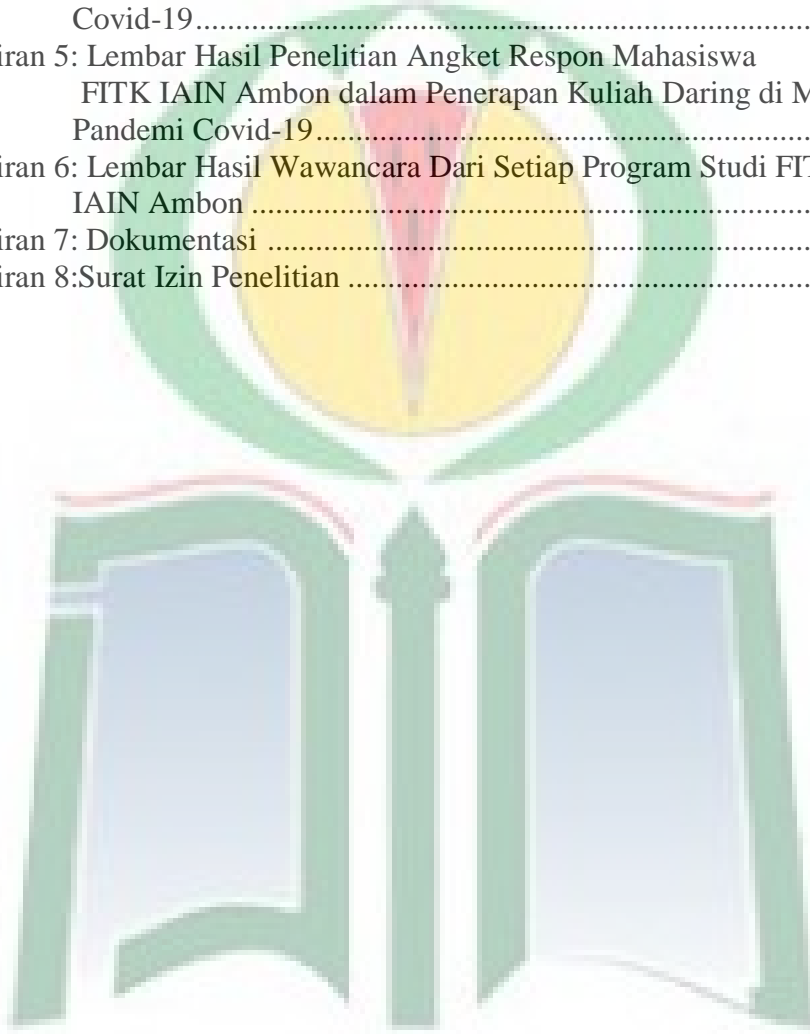 Covid-19....................................................................
iran 5: Lembar Hasil Penelitian Angket Respon Mahasiswa
FITK IAIN Ambon dalam Penerapan Kuliah Daring di M
Pandemi Covid-19....................................................
iran 6: Lembar Hasil Wawancara Dari Setiap Program Studi FIT
IAIN Ambon ............................................................
iran 7: Dokumentasi ..........................................................
iran 8:Surat Izin Penelitian ................................................